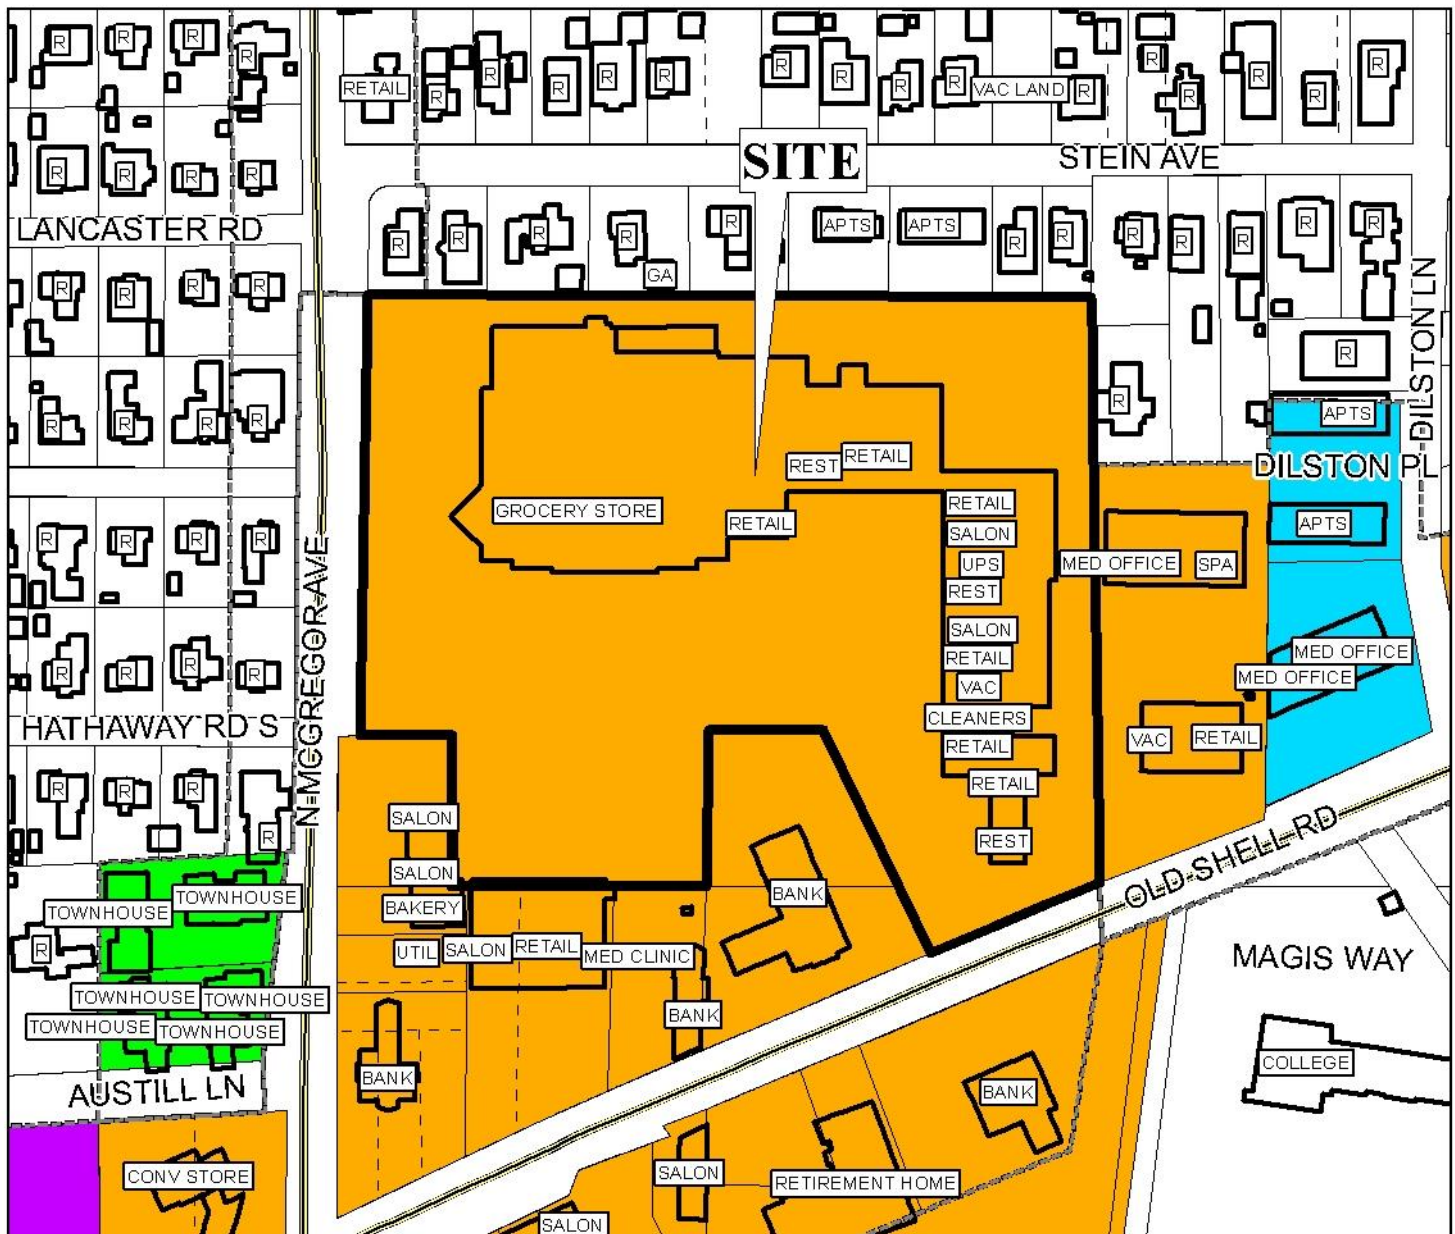 R
R
R
R
RETAIL
R
R
R
R
R
R
R
R
R
VAC LAND
R
R
R
R
R
R
SITE
STEIN AVE
R
R
R
R
LANCASTER RD
R
R
R
R
R
APTS
APTS
R
R
R
R
R
R
R
GA
R
R
R
R
DILSTON LN
R
R
R
R
R
R
APTS
DILSTON PL
REST
RETAIL
GROCERY STORE
RETAIL
RETAIL
SALON
UPS
REST
SALON
RETAIL
VAC
CLEANERS
RETAIL
RETAIL
REST
MED OFFICE
SPA
APTS
MED OFFICE
MED OFFICE
VAC
RETAIL
R
R
R
R
N MCGREGOR AVE
R
R
R
R
HATHAWAY RD S
R
R
R
R
SALON
SALON
BAKERY
BANK
OLD SHELL RD
TOWNHOUSE
TOWNHOUSE
R
UTIL
SALON
RETAIL
MED CLINIC
MAGIS WAY
TOWNHOUSE
TOWNHOUSE
TOWNHOUSE
TOWNHOUSE
BANK
BANK
BANK
COLLEGE
AUSTILL LN
CONV STORE
SALON
RETIREMENT HOME
SALON